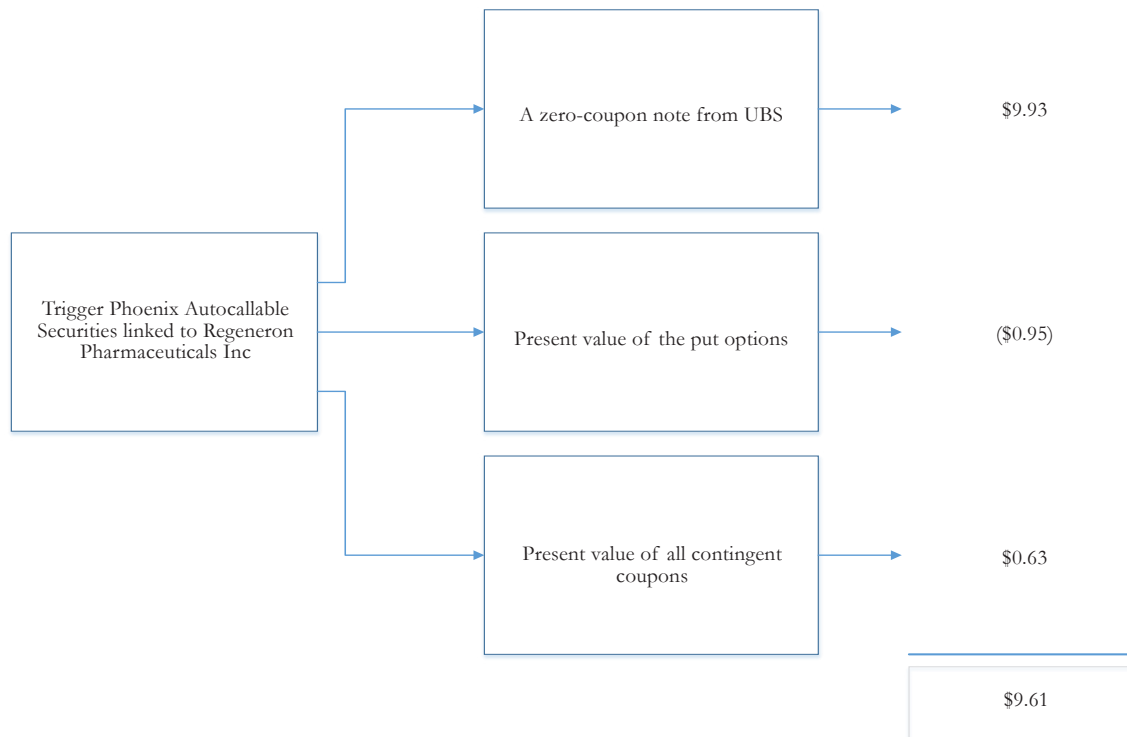 A zero-coupon note from UBS
$9.93
Trigger Phoenix Autocallable
Securities linked to Regeneron
Pharmaceuticals Inc
Present value of the put options
($0.95)
Present value of all contingent
coupons
$0.63
$9.61